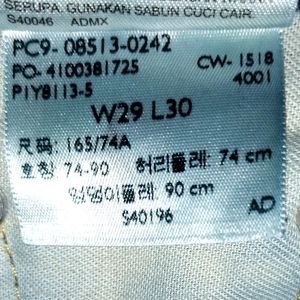 SERUPA. GUNAKAN SABUN CUCI CAIR.
S40046 ADMX
PC9- 08513-0242
PO- 4100381725 CW- 1518
P1Y8113-5 4001
W29 L30
尺码: 165/74A
호칭: 74-90 허리둘레: 74 cm
엉덩이둘레: 90 cm
S40196 AD